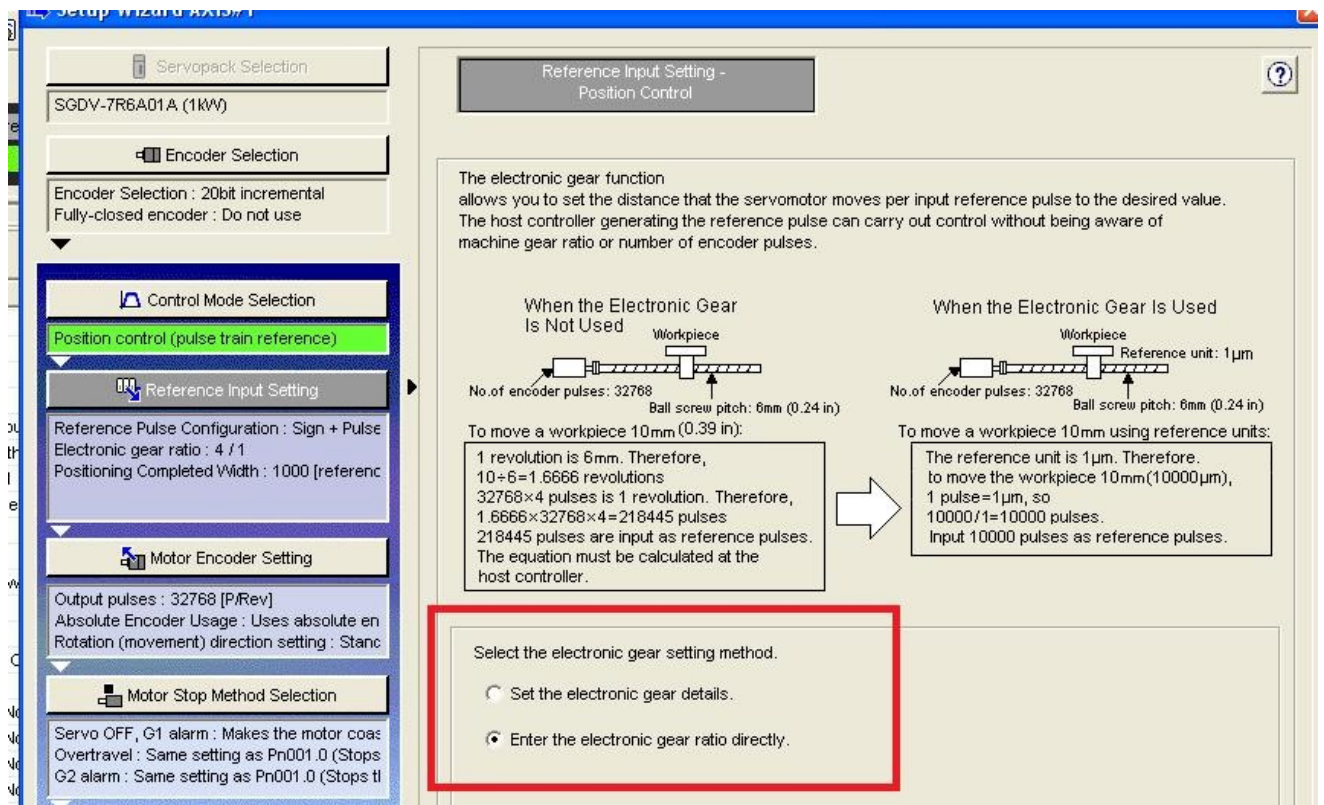 Setup Wizard AXIS#1
Servopack Selection
SGDV-7R6A01A (1kW)
Encoder Selection
Encoder Selection : 20bit incremental
Fully-closed encoder : Do not use
Control Mode Selection
Position control (pulse train reference)
Reference Input Setting
Reference Pulse Configuration : Sign + Pulse
Electronic gear ratio : 4 / 1
Positioning Completed Width : 1000 [referenc
Motor Encoder Setting
Output pulses : 32768 [P/Rev]
Absolute Encoder Usage : Uses absolute en
Rotation (movement) direction setting : Stanc
Motor Stop Method Selection
Servo OFF, G1 alarm : Makes the motor coas
Overtravel : Same setting as Pn001.0 (Stops
G2 alarm : Same setting as Pn001.0 (Stops tl
Reference Input Setting -
Position Control
The electronic gear function
allows you to set the distance that the servomotor moves per input reference pulse to the desired value.
The host controller generating the reference pulse can carry out control without being aware of
machine gear ratio or number of encoder pulses.
When the Electronic Gear
Is Not Used
Workpiece
No.of encoder pulses: 32768
Ball screw pitch: 6mm (0.24 in)
To move a workpiece 10mm (0.39 in):
1 revolution is 6mm. Therefore,
10÷6=1.6666 revolutions
32768×4 pulses is 1 revolution. Therefore,
1.6666×32768×4=218445 pulses
218445 pulses are input as reference pulses.
The equation must be calculated at the
host controller.
When the Electronic Gear Is Used
Workpiece
Reference unit: 1µm
No.of encoder pulses: 32768
Ball screw pitch: 6mm (0.24 in)
To move a workpiece 10mm using reference units:
The reference unit is 1µm. Therefore.
to move the workpiece 10mm(10000µm),
1 pulse=1µm, so
10000/1=10000 pulses.
Input 10000 pulses as reference pulses.
Select the electronic gear setting method.
Set the electronic gear details.
Enter the electronic gear ratio directly.